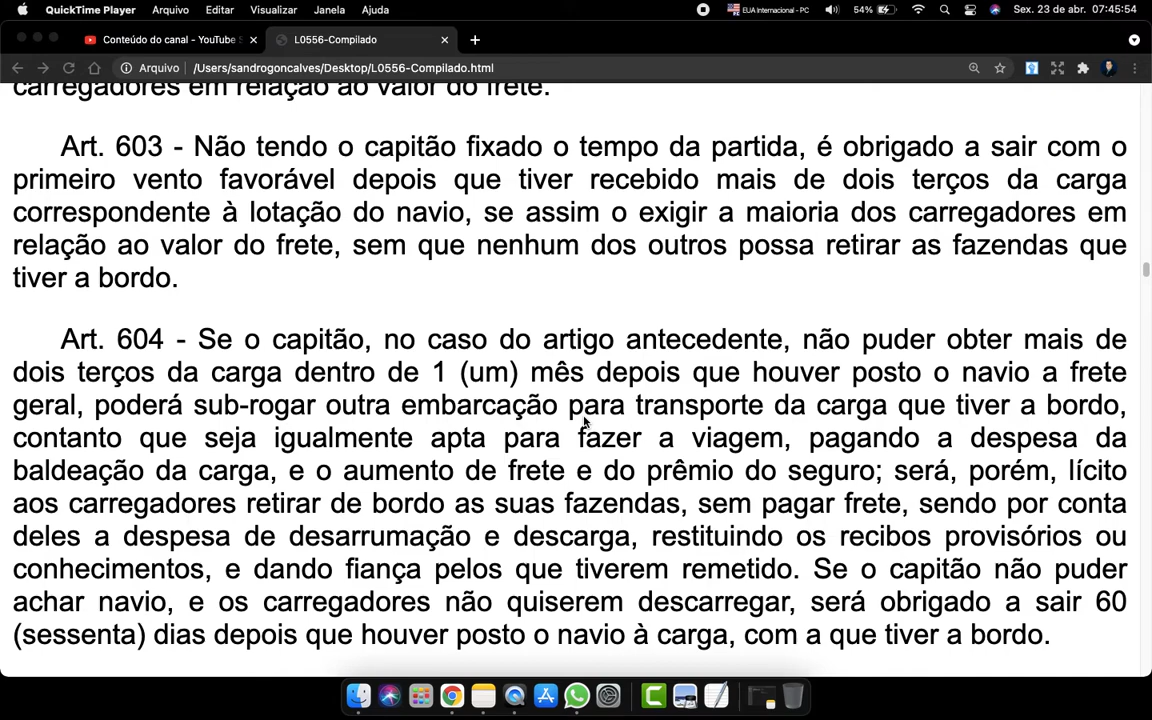 QuickTime Player Arquivo Editar Visualizar Janela Ajuda EUA Internacional - PC 54% Sex. 23 de abr. 07:45:54
Conteúdo do canal - YouTube S L0556-Compilado
Arquivo /Users/sandrogoncalves/Desktop/L0556-Compilado.html
carregadores em relação ao valor do frete.
Art. 603 - Não tendo o capitão fixado o tempo da partida, é obrigado a sair com o
primeiro vento favorável depois que tiver recebido mais de dois terços da carga
correspondente à lotação do navio, se assim o exigir a maioria dos carregadores em
relação ao valor do frete, sem que nenhum dos outros possa retirar as fazendas que
tiver a bordo.
Art. 604 - Se o capitão, no caso do artigo antecedente, não puder obter mais de
dois terços da carga dentro de 1 (um) mês depois que houver posto o navio a frete
geral, poderá sub-rogar outra embarcação para transporte da carga que tiver a bordo,
contanto que seja igualmente apta para fazer a viagem, pagando a despesa da
baldeação da carga, e o aumento de frete e do prêmio do seguro; será, porém, lícito
aos carregadores retirar de bordo as suas fazendas, sem pagar frete, sendo por conta
deles a despesa de desarrumação e descarga, restituindo os recibos provisórios ou
conhecimentos, e dando fiança pelos que tiverem remetido. Se o capitão não puder
achar navio, e os carregadores não quiserem descarregar, será obrigado a sair 60
(sessenta) dias depois que houver posto o navio à carga, com a que tiver a bordo.